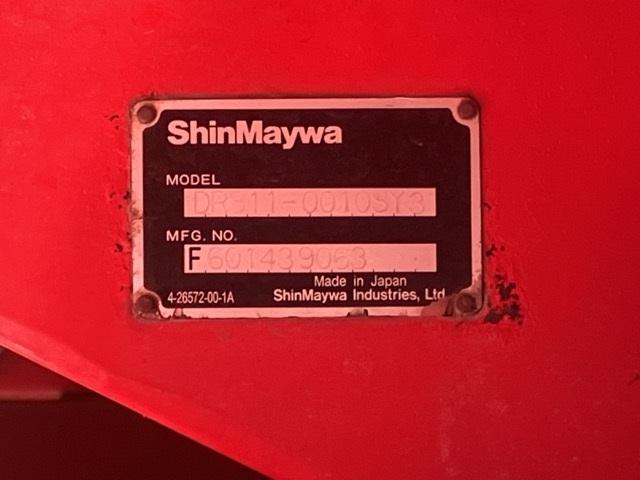 ShinMaywa
MODEL
DR311-0010SY3
MFG. NO.
F601439063
Made in Japan
4-26572-00-1A ShinMaywa Industries, Ltd.